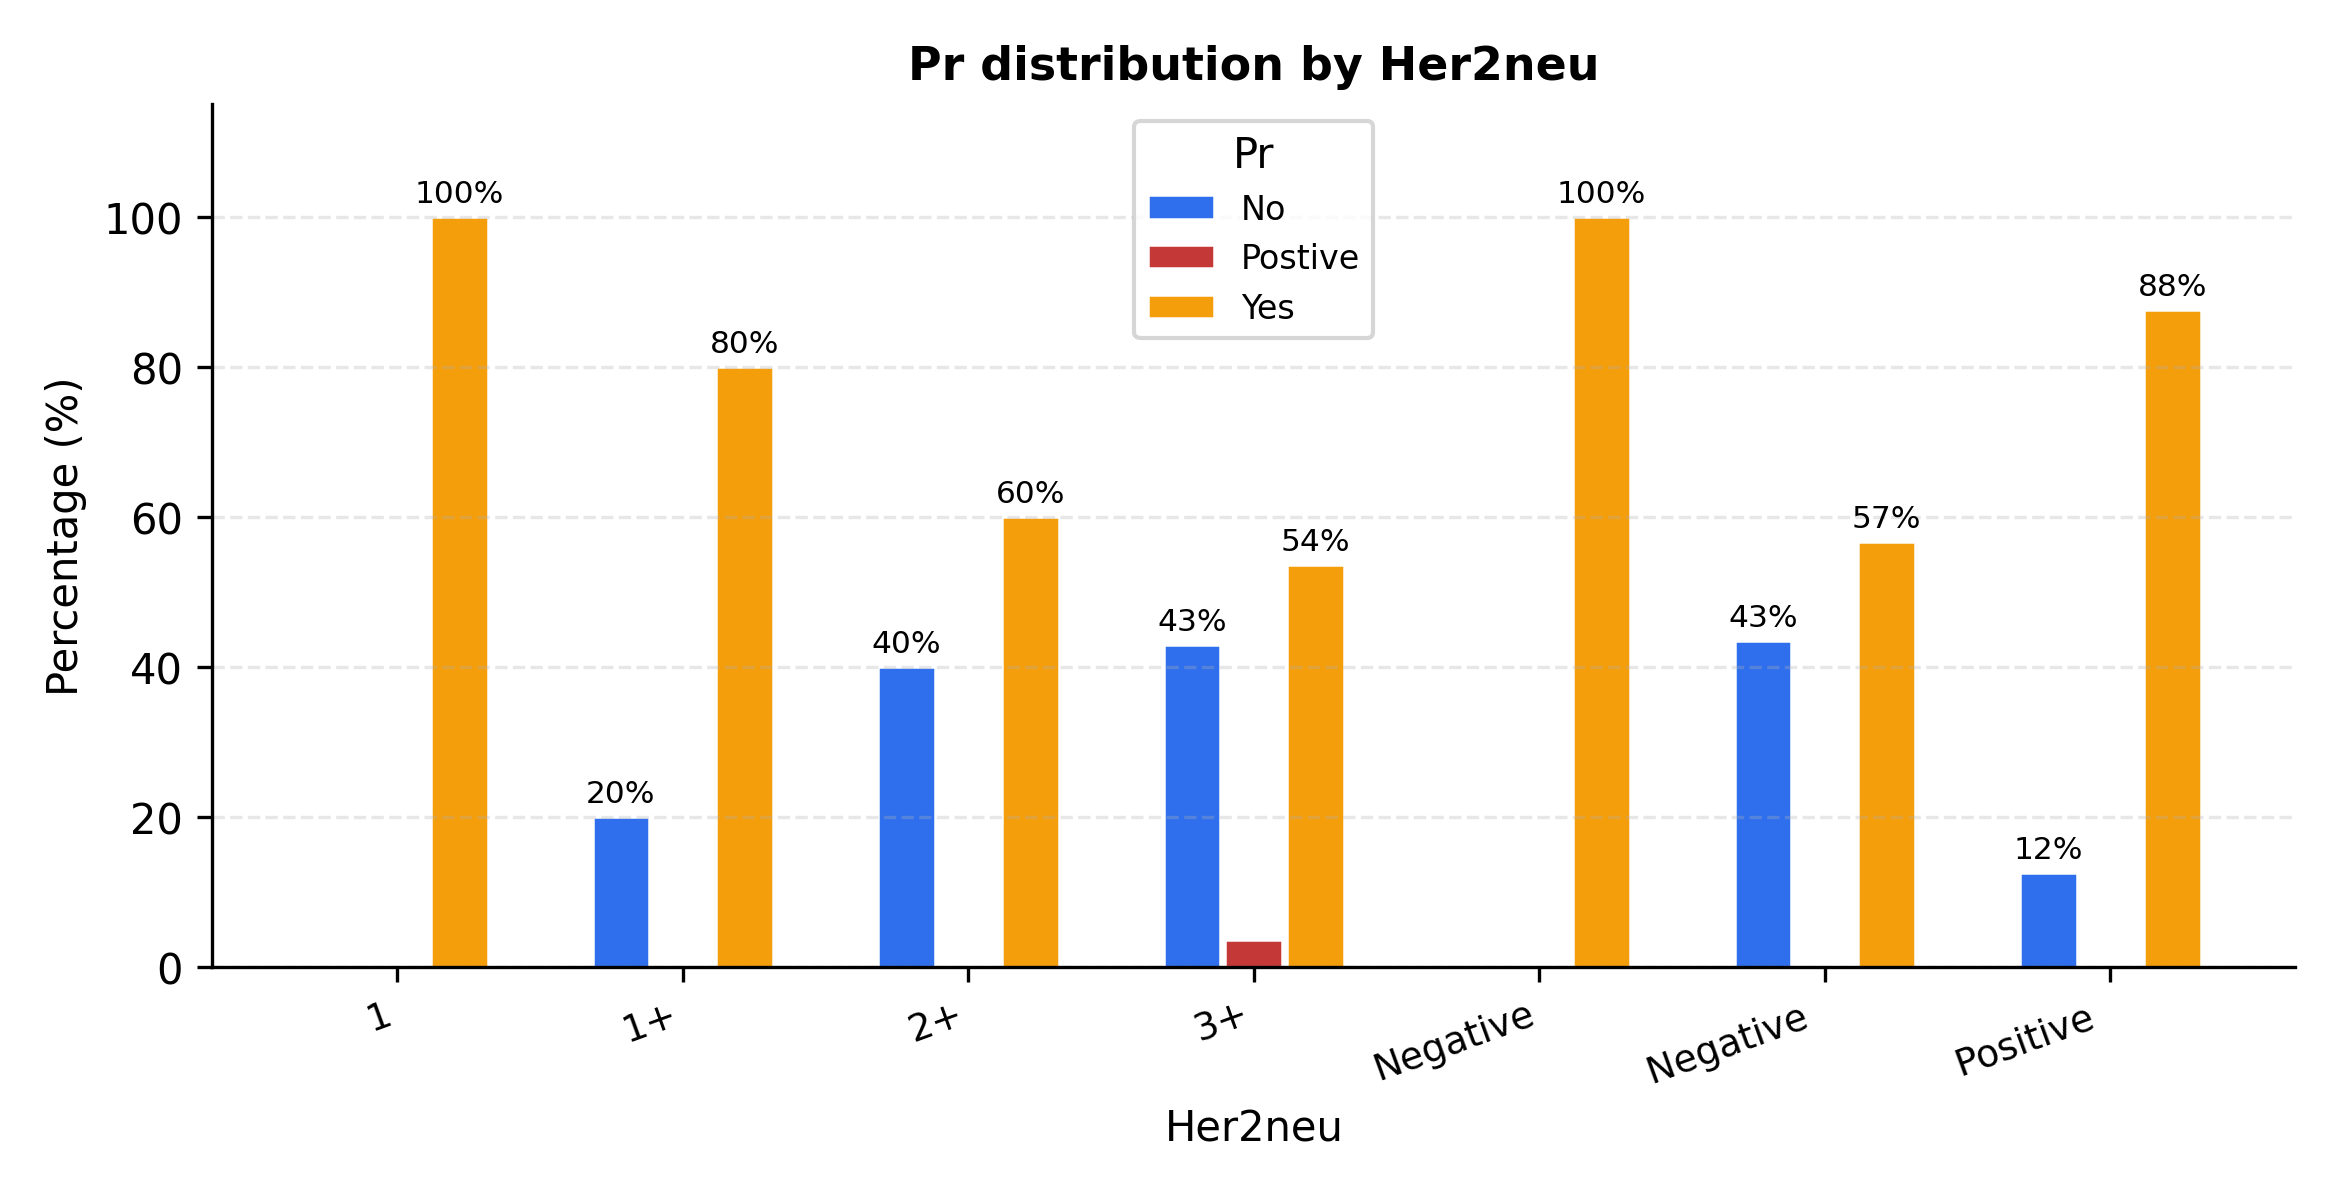 Pr distribution by Her2neu
Pr
No
Postive
Yes
Percentage (%)
100
80
60
40
20
0
100%
20%
80%
40%
60%
43%
54%
100%
43%
57%
12%
88%
1
1+
2+
3+
Negative
Negative
Positive
Her2neu